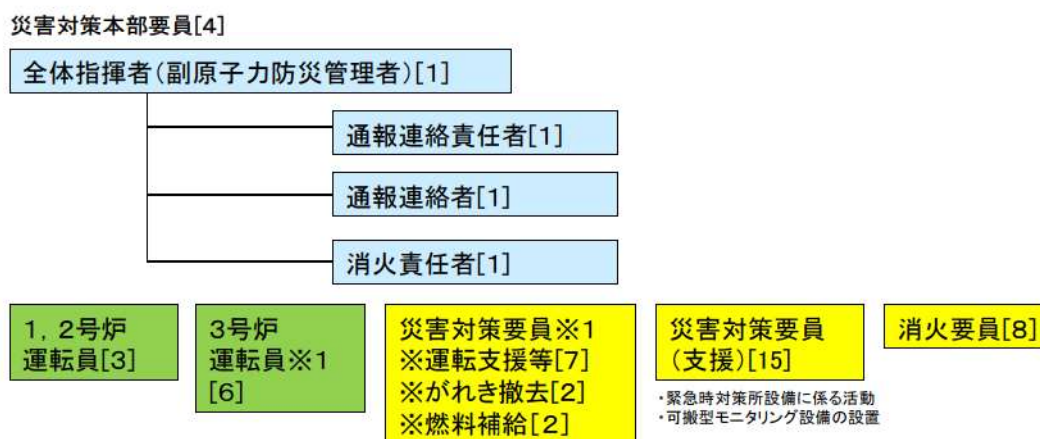 災害対策本部要員[4]
全体指揮者(副原子力防災管理者)[1]
通報連絡責任者[1]
通報連絡者[1]
消火責任者[1]
1,2号炉
運転員[3]
3号炉
運転員※1
[6]
災害対策要員※1
※運転支援等[7]
※がれき撤去[2]
※燃料補給[2]
災害対策要員
(支援)[15]
・緊急時対策所設備に係る活動
・可搬型モニタリング設備の設置
消火要員[8]